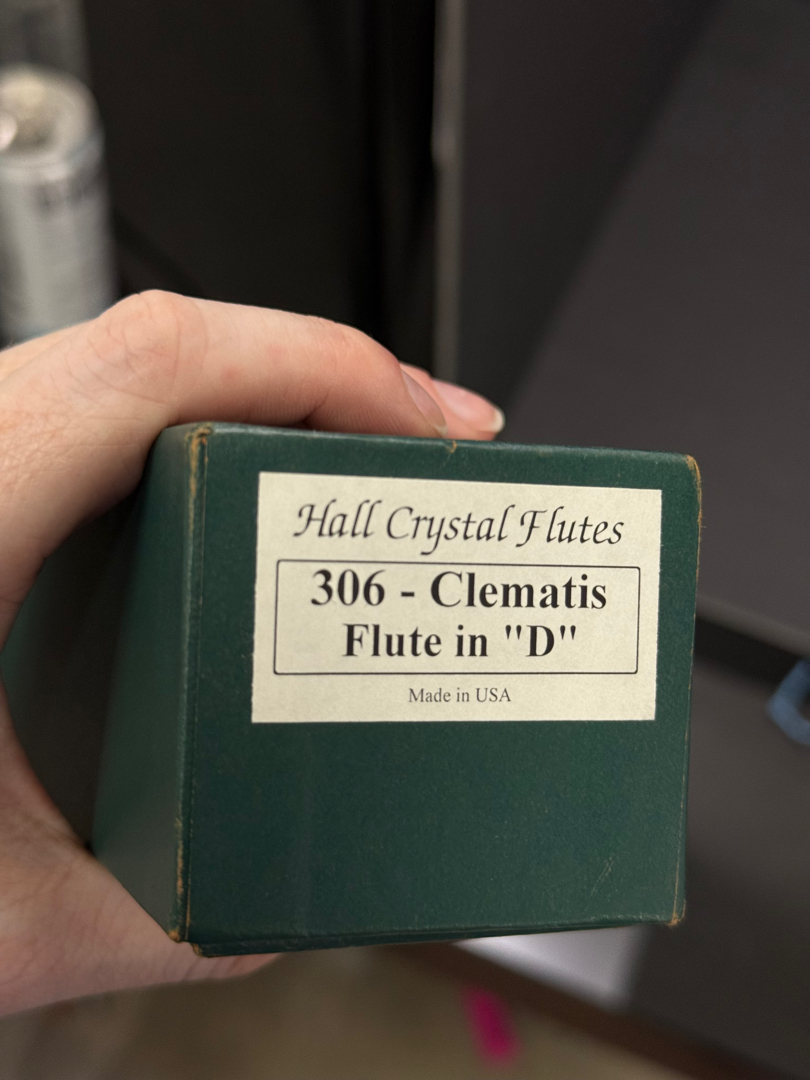 Hall Crystal Flutes
306 - Clematis
Flute in "D"
Made in USA